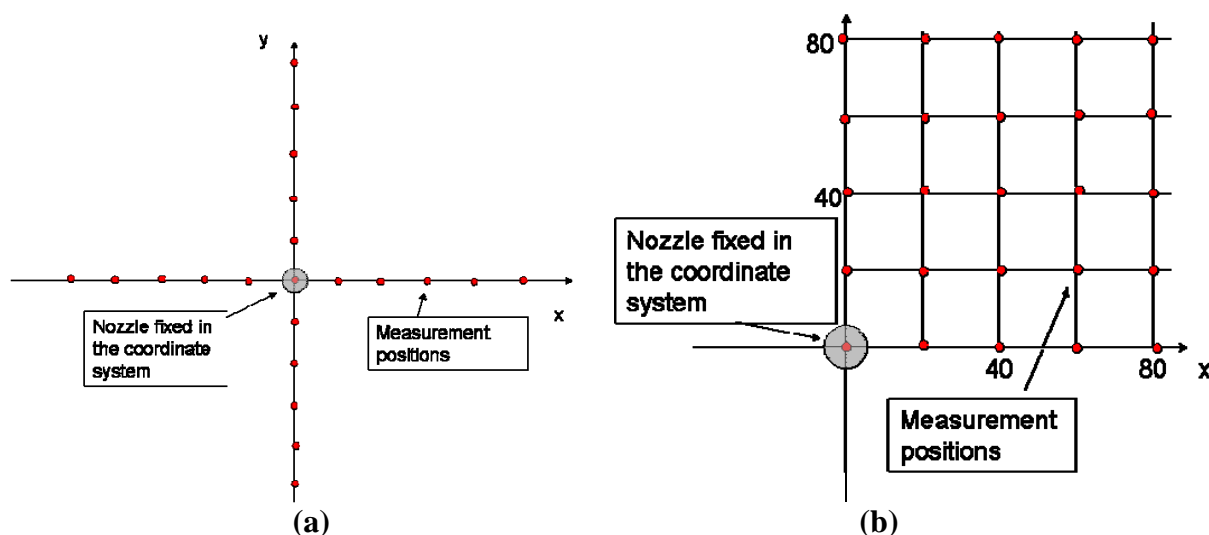 y
x
Nozzle fixed in
the coordinate
system
Measurement
positions
(a)
80
40
Nozzle fixed in
the coordinate
system
40
80
x
Measurement
positions
(b)